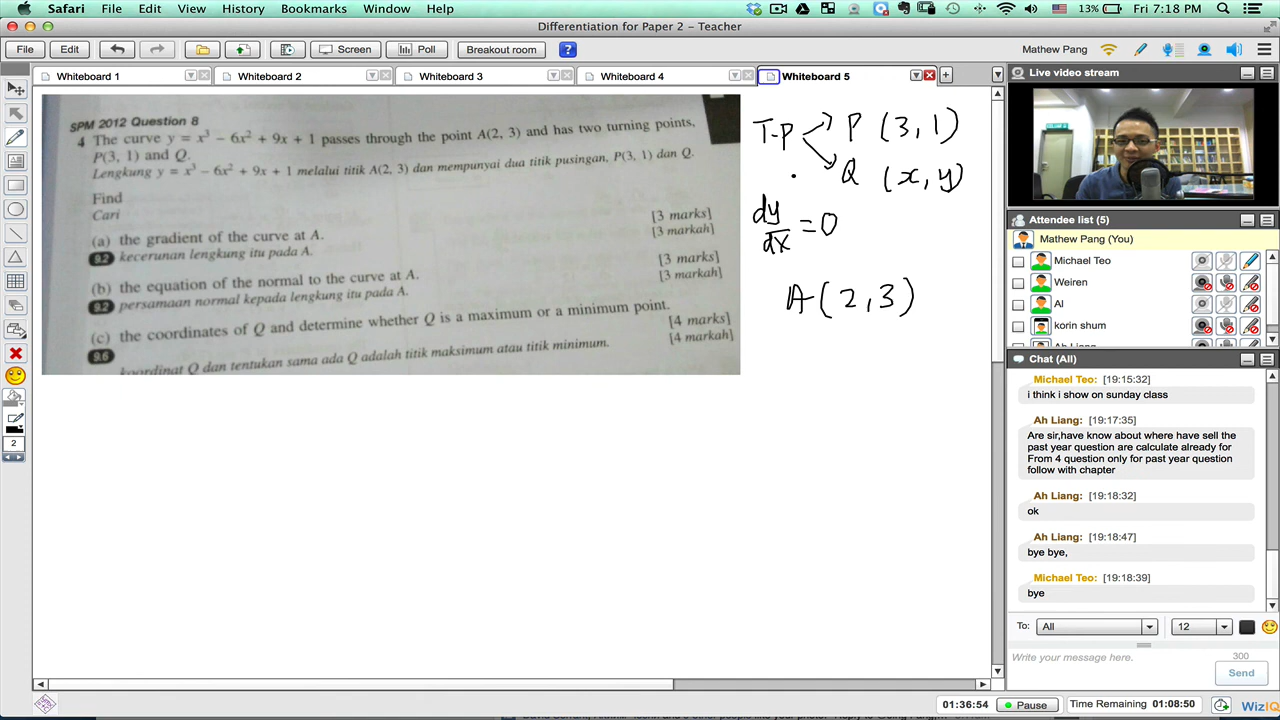 Safari File Edit View History Bookmarks Window Help 13% Fri 7:18 PM
Differentiation for Paper 2 - Teacher
File Edit Screen Poll Breakout room ? Mathew Pang
Whiteboard 1 Whiteboard 2 Whiteboard 3 Whiteboard 4 Whiteboard 5
SPM 2012 Question 8
4 The curve y = x³ − 6x² + 9x + 1 passes through the point A(2, 3) and has two turning points,
P(3, 1) and Q.
Lengkung y = x³ − 6x² + 9x + 1 melalui titik A(2, 3) dan mempunyai dua titik pusingan, P(3, 1) dan Q.
Find
Cari
(a) the gradient of the curve at A. [3 marks]
9.2 kecerunan lengkung itu pada A. [3 markah]
(b) the equation of the normal to the curve at A. [3 marks]
9.2 persamaan normal kepada lengkung itu pada A. [3 markah]
(c) the coordinates of Q and determine whether Q is a maximum or a minimum point. [4 marks]
9.6 koordinat Q dan tentukan sama ada Q adalah titik maksimum atau titik minimum. [4 markah]
T-P P (3, 1)
Q (x, y)
dy/dx = 0
A (2, 3)
2
Live video stream
Attendee list (5)
Mathew Pang (You)
Michael Teo
Weiren
Al
korin shum
Ah Liang
Chat (All)
Michael Teo: [19:15:32]
i think i show on sunday class
Ah Liang: [19:17:35]
Are sir,have know about where have sell the
past year question are calculate already for
From 4 question only for past year question
follow with chapter
Ah Liang: [19:18:32]
ok
Ah Liang: [19:18:47]
bye bye,
Michael Teo: [19:18:39]
bye
To: All 12
Write your message here. 300
Send
01:36:54 Pause Time Remaining 01:08:50 WizIQ